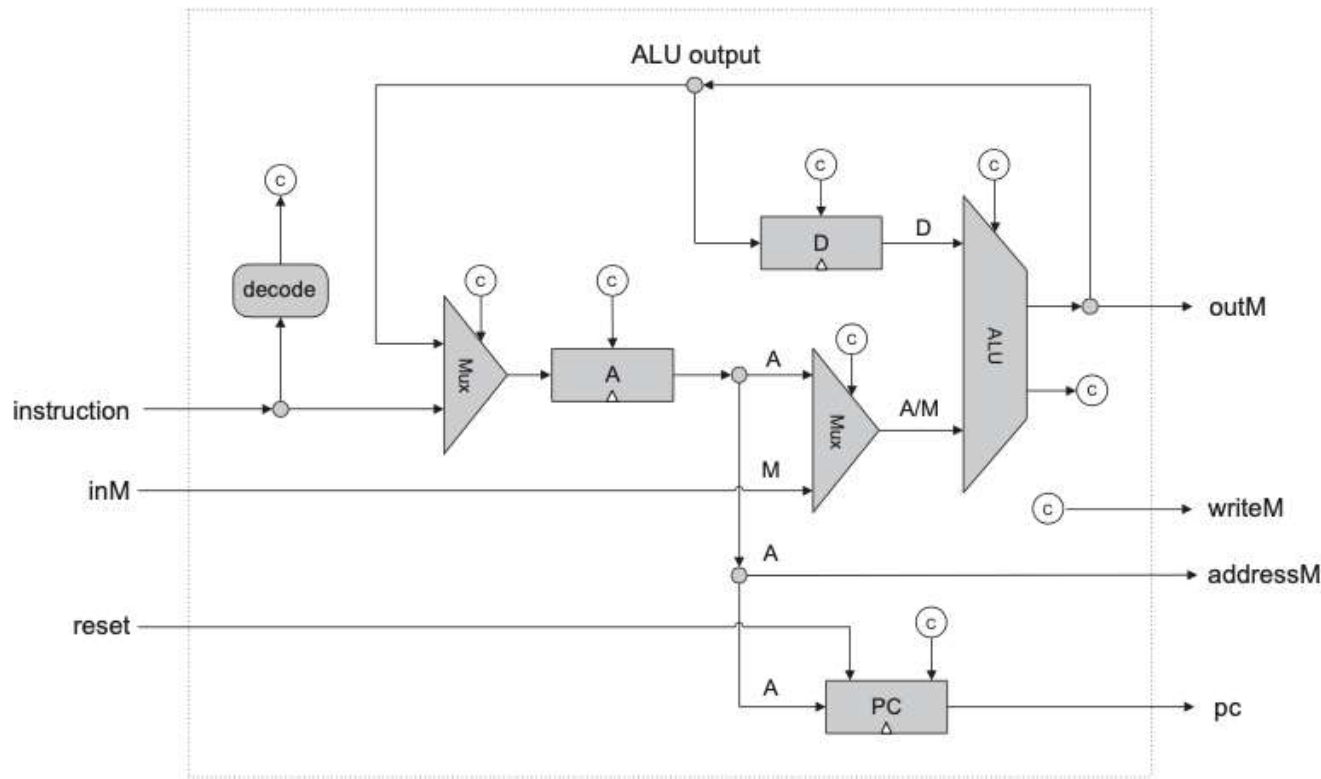 ALU output
C
C
C
D
D
decode
C
C
C
outM
ALU
Mux
A
A
Mux
A/M
C
instruction
M
inM
C
writeM
A
addressM
reset
C
A
PC
pc